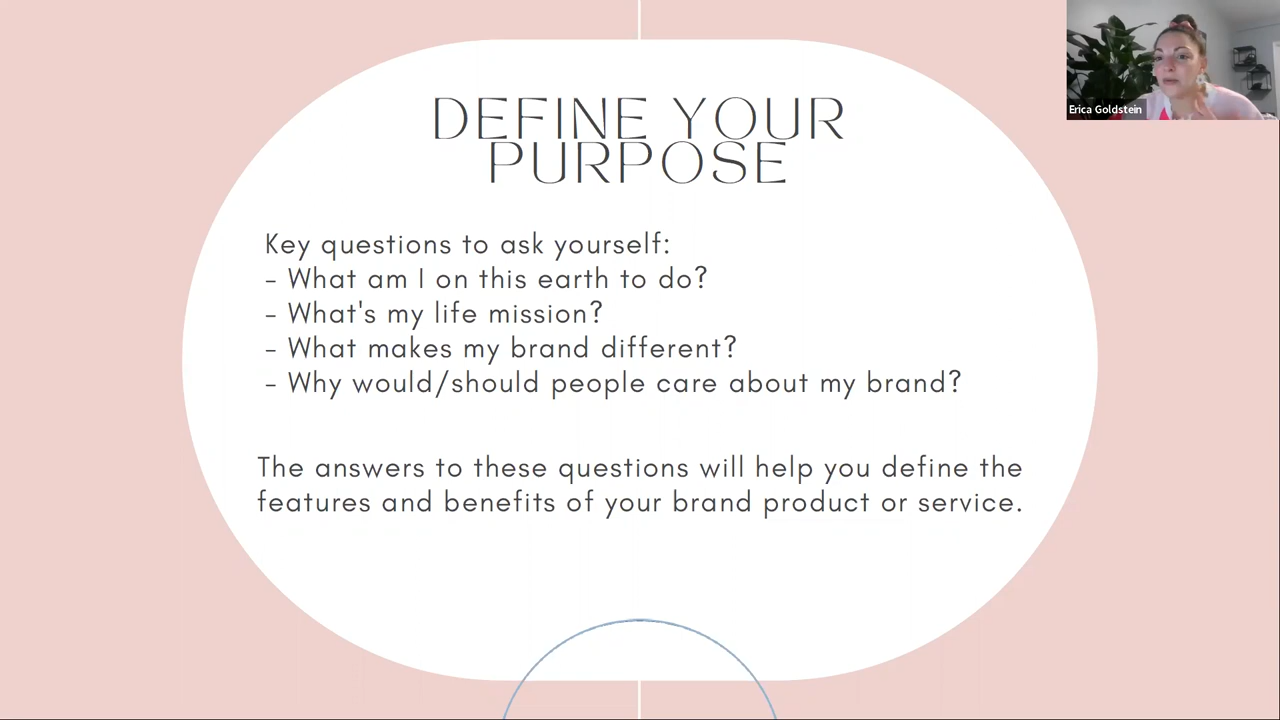 DEFINE YOUR
PURPOSE
Key questions to ask yourself:
- What am I on this earth to do?
- What's my life mission?
- What makes my brand different?
- Why would/should people care about my brand?
The answers to these questions will help you define the
features and benefits of your brand product or service.
Erica Goldstein